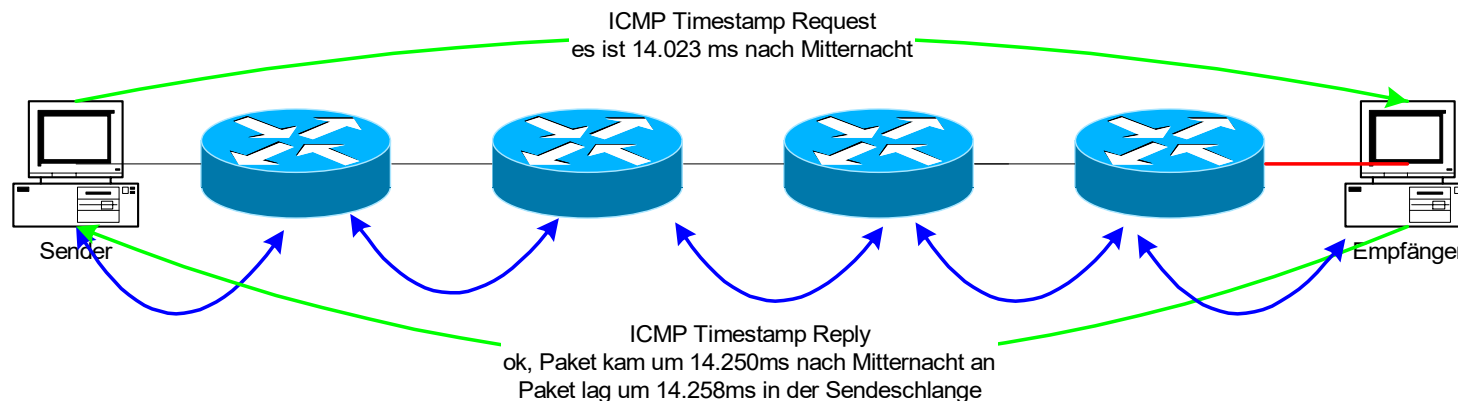 ICMP Timestamp Request
es ist 14.023 ms nach Mitternacht
Sender
Empfänger
ICMP Timestamp Reply
ok, Paket kam um 14.250ms nach Mitternacht an
Paket lag um 14.258ms in der Sendeschlange